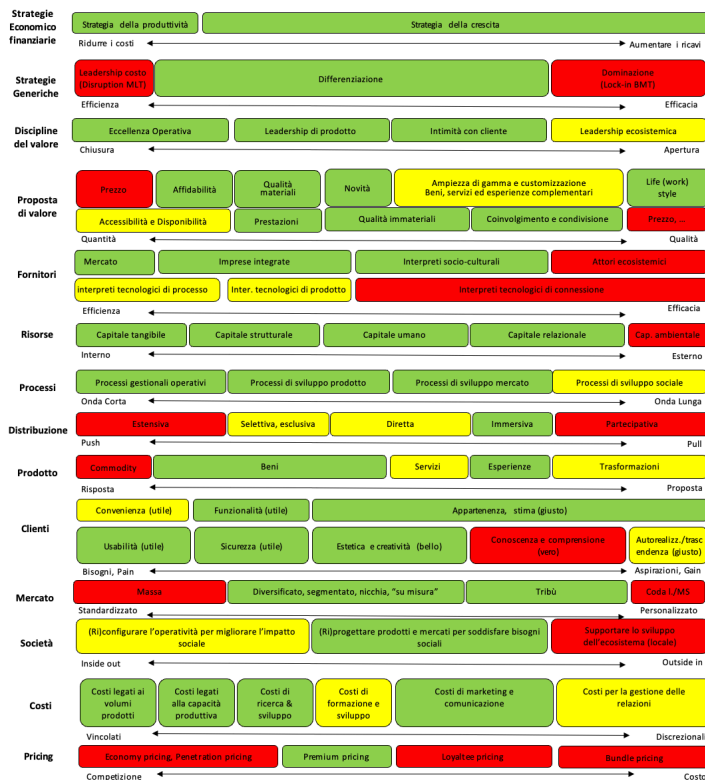 Strategie
Economico
finanziarie
Strategia della produttività
Strategia della crescita
Ridurre i costi
Aumentare i ricavi
Strategie
Generiche
Leadership costo
(Disruption MLT)
Differenziazione
Dominazione
(Lock-in BMT)
Efficienza
Efficacia
Discipline
del valore
Eccellenza Operativa
Leadership di prodotto
Intimità con cliente
Leadership ecosistemica
Chiusura
Apertura
Proposta
di valore
Prezzo
Affidabilità
Qualità
materiali
Novità
Ampiezza di gamma e customizzazione
Beni, servizi ed esperienze complementari
Life (work)
style
Accessibilità e Disponibilità
Prestazioni
Qualità immateriali
Coinvolgimento e condivisione
Prezzo, ...
Quantità
Qualità
Fornitori
Mercato
Imprese integrate
Interpreti socio-culturali
Attori ecosistemici
interpreti tecnologici di processo
Inter. tecnologici di prodotto
Interpreti tecnologici di connessione
Efficienza
Efficacia
Risorse
Capitale tangibile
Capitale strutturale
Capitale umano
Capitale relazionale
Cap. ambientale
Interno
Esterno
Processi
Processi gestionali operativi
Processi di sviluppo prodotto
Processi di sviluppo mercato
Processi di sviluppo sociale
Onda Corta
Onda Lunga
Distribuzione
Estensiva
Selettiva, esclusiva
Diretta
Immersiva
Partecipativa
Push
Pull
Prodotto
Commodity
Beni
Servizi
Esperienze
Trasformazioni
Risposta
Proposta
Clienti
Convenienza (utile)
Funzionalità (utile)
Appartenenza, stima (giusto)
Usabilità (utile)
Sicurezza (utile)
Estetica e creatività (bello)
Conoscenza e comprensione
(vero)
Autorealizz./trasc
endenza (giusto)
Bisogni, Pain
Aspirazioni, Gain
Mercato
Massa
Diversificato, segmentato, nicchia, "su misura"
Tribù
Coda l./MS
Standardizzato
Personalizzato
Società
(Ri)configurare l'operatività per migliorare l'impatto
sociale
(Ri)progettare prodotti e mercati per soddisfare bisogni
sociali
Supportare lo sviluppo
dell'ecosistema (locale)
Inside out
Outside in
Costi
Costi legati ai
volumi
prodotti
Costi legati
alla capacità
produttiva
Costi di
ricerca &
sviluppo
Costi di
formazione e
sviluppo
Costi di marketing e
comunicazione
Costi per la gestione delle
relazioni
Vincolati
Discrezionali
Pricing
Economy pricing, Penetration pricing
Premium pricing
Loyaltee pricing
Bundle pricing
Competizione
Costo